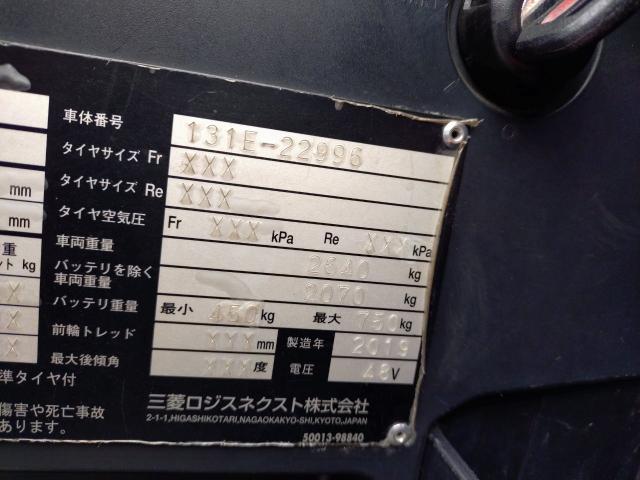 車体番号 131E-22996
タイヤサイズ Fr XXX
mm タイヤサイズ Re XXX
mm タイヤ空気圧 Fr XXX kPa Re XXX kPa
重 車両重量 2640 kg
ット kg バッテリを除く車両重量 2070 kg
X バッテリ重量 最小 450 kg 最大 750 kg
X 前輪トレッド XXX mm 製造年 2019
X 最大後傾角 XXX 度 電圧 48 V
準タイヤ付
三菱ロジスネクスト株式会社
2-1-1, HIGASHIKOTARI, NAGAOKAKYO-SHI, KYOTO, JAPAN
傷害や死亡事故
あります。
50013-98840